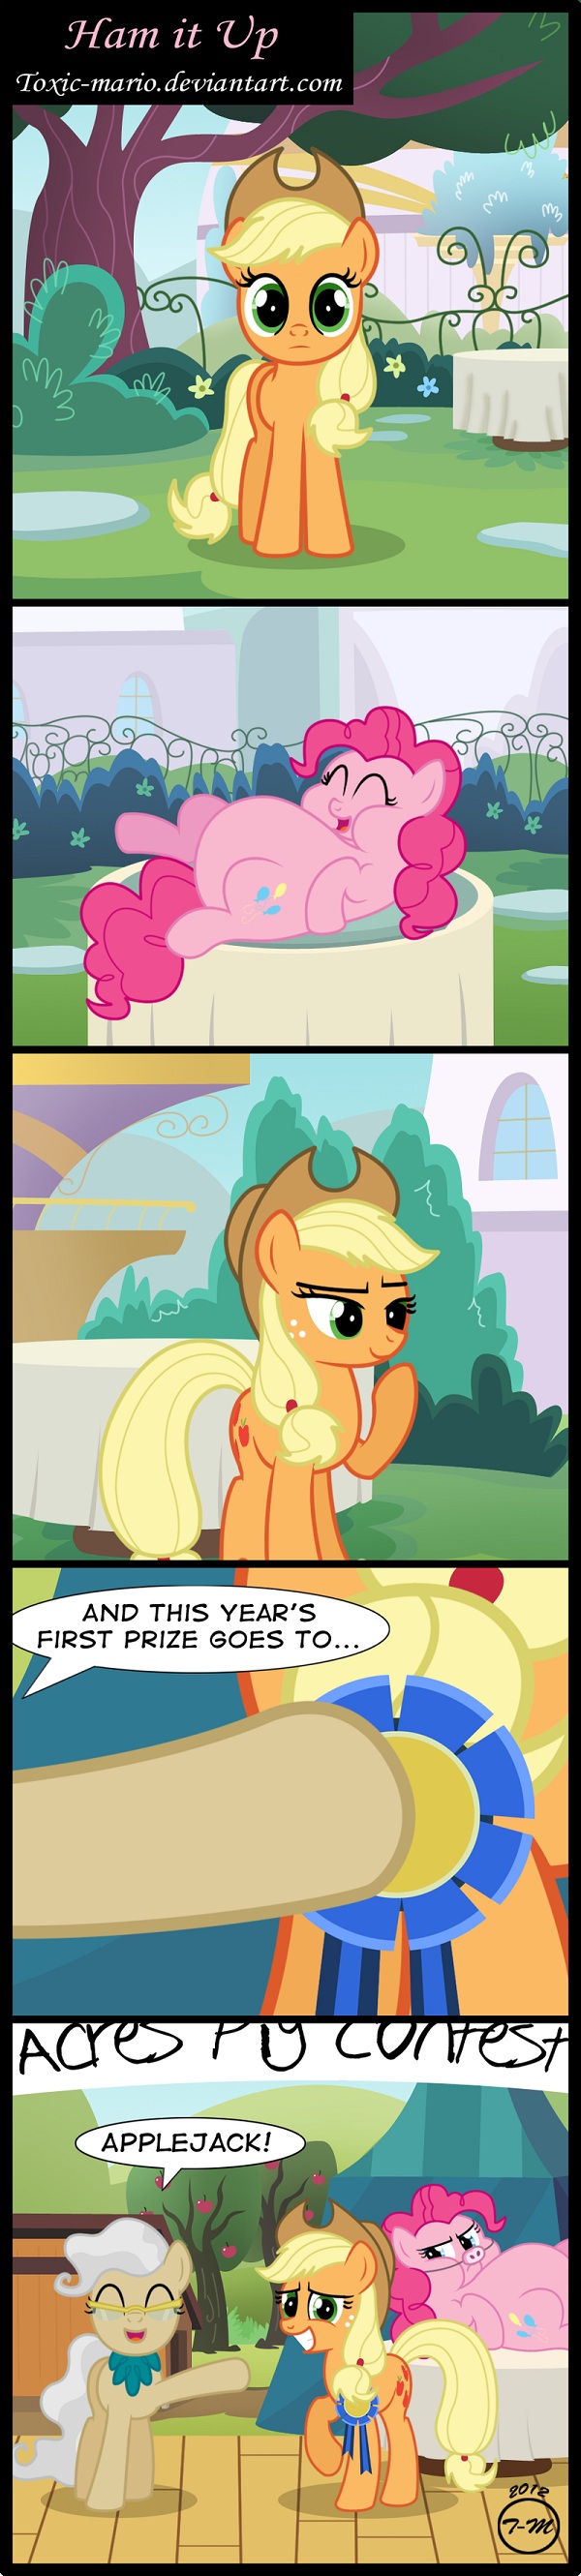 Ham it Up
Toxic-mario.deviantart.com
AND THIS YEAR'S
FIRST PRIZE GOES TO...
Acres Pig Contest
APPLEJACK!
2012
T-M